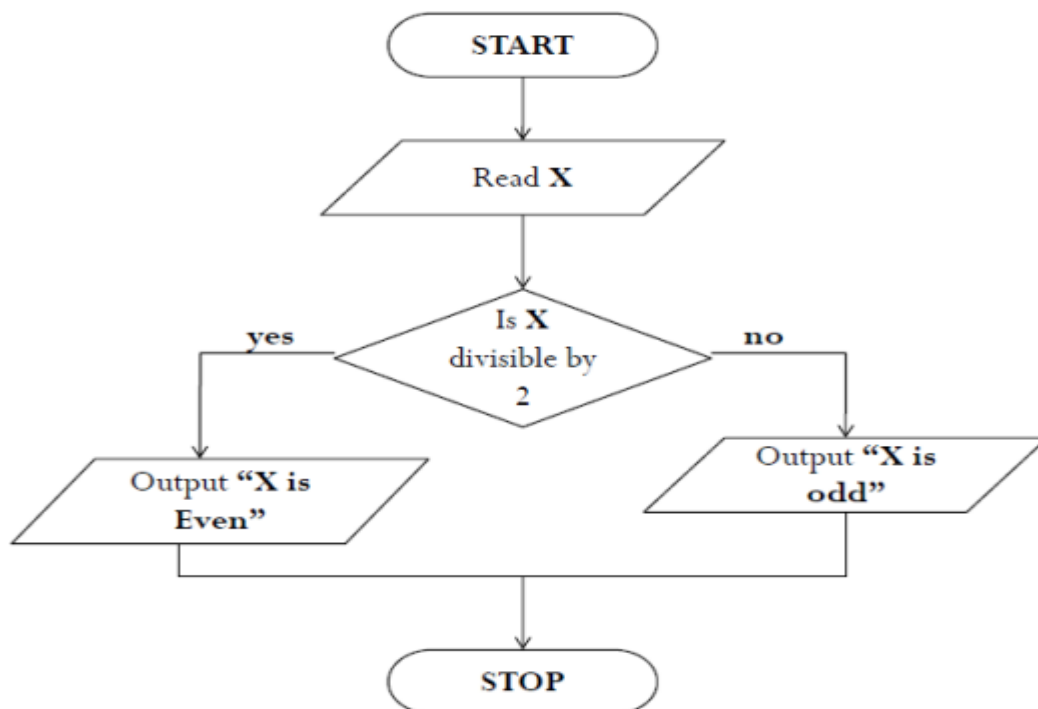 START
Read X
Is X
divisible by
2
yes
no
Output “X is
Even”
Output “X is
odd”
STOP